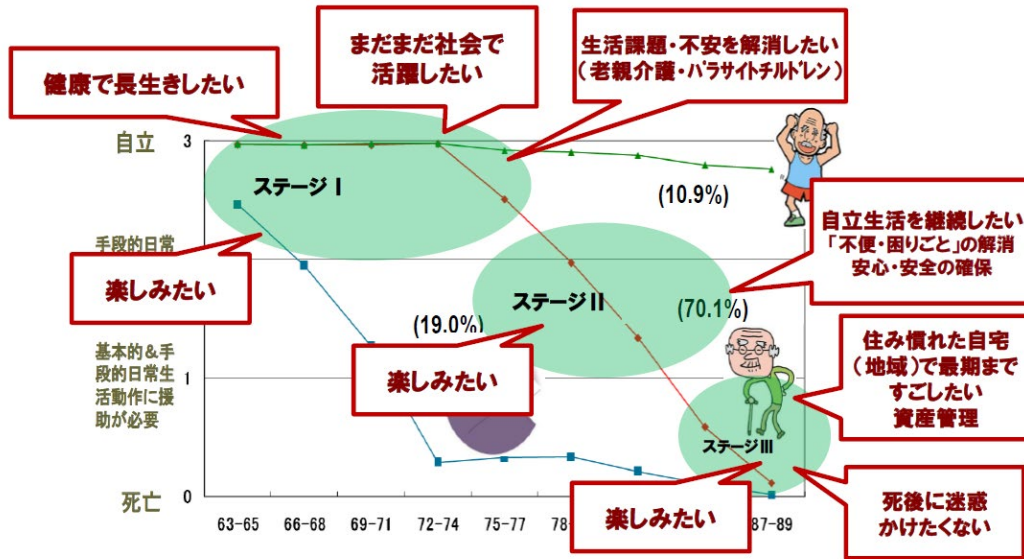 健康で長生きしたい
まだまだ社会で
活躍したい
生活課題・不安を解消したい
(老親介護・パラサイトチルドレン)
自立
3
ステージⅠ
(10.9%)
自立生活を継続したい
「不便・困りごと」の解消
安心・安全の確保
手段的日常
楽しみたい
ステージⅡ
(19.0%)
(70.1%)
楽しみたい
基本的&手
段的日常生
活動作に援
助が必要
1
住み慣れた自宅
(地域)で最期まで
すごしたい
資産管理
ステージⅢ
楽しみたい
死後に迷惑
かけたくない
死亡
0
63-65
66-68
69-71
72-74
75-77
78-
87-89